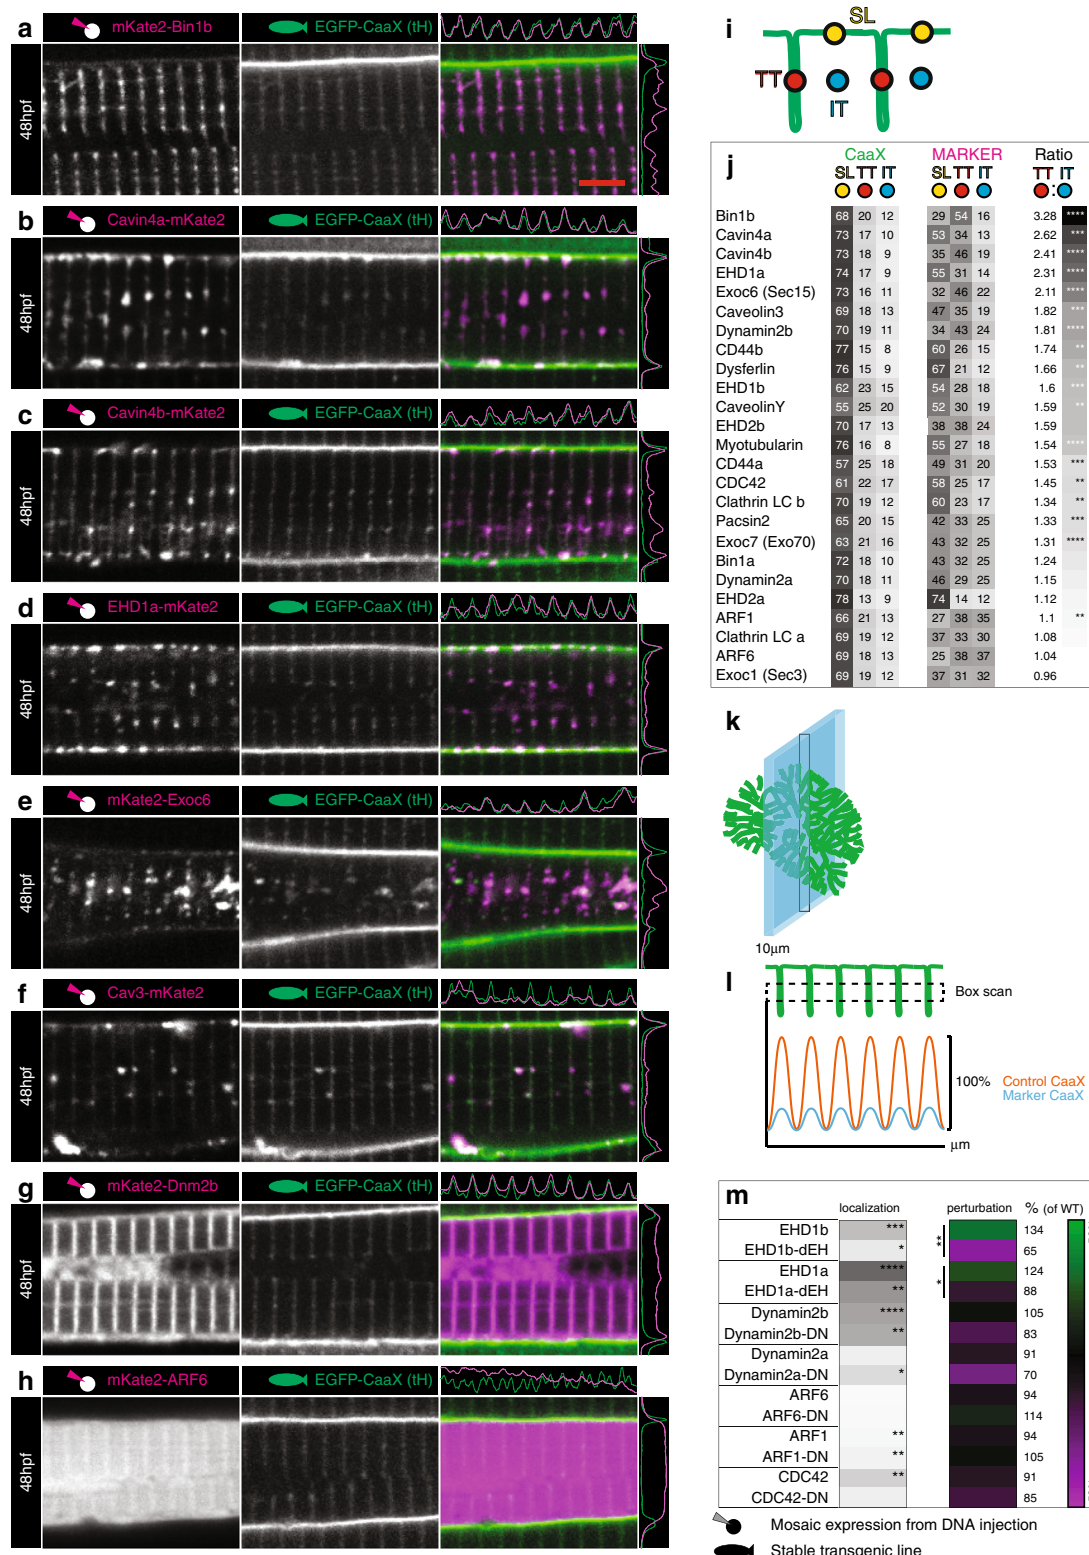 a
mKate2-Bin1b
EGFP-CaaX (tH)
48hpf
b
Cavin4a-mKate2
EGFP-CaaX (tH)
48hpf
c
Cavin4b-mKate2
EGFP-CaaX (tH)
48hpf
d
EHD1a-mKate2
EGFP-CaaX (tH)
48hpf
e
mKate2-Exoc6
EGFP-CaaX (tH)
48hpf
f
Cav3-mKate2
EGFP-CaaX (tH)
48hpf
g
mKate2-Dnm2b
EGFP-CaaX (tH)
48hpf
h
mKate2-ARF6
EGFP-CaaX (tH)
48hpf
i
SL
TT
IT
j
CaaX MARKER Ratio
SL TT IT SL TT IT TT IT
:
Bin1b 68 20 12 29 54 16 3.28 ****
Cavin4a 73 17 10 53 34 13 2.62 ***
Cavin4b 73 18 9 35 46 19 2.41 ****
EHD1a 74 17 9 55 31 14 2.31 ****
Exoc6 (Sec15) 73 16 11 32 46 22 2.11 ****
Caveolin3 69 18 13 47 35 19 1.82 ***
Dynamin2b 70 19 11 34 43 24 1.81 ****
CD44b 77 15 8 60 26 15 1.74 **
Dysferlin 76 15 9 67 21 12 1.66 **
EHD1b 62 23 15 54 28 18 1.6 ***
CaveolinY 55 25 20 52 30 19 1.59 **
EHD2b 70 17 13 38 38 24 1.59
Myotubularin 76 16 8 55 27 18 1.54 ****
CD44a 57 25 18 49 31 20 1.53 ***
CDC42 61 22 17 58 25 17 1.45 **
Clathrin LC b 70 19 12 60 23 17 1.34 **
Pacsin2 65 20 15 42 33 25 1.33 ***
Exoc7 (Exo70) 63 21 16 43 32 25 1.31 ****
Bin1a 72 18 10 43 32 25 1.24
Dynamin2a 70 18 11 46 29 25 1.15
EHD2a 78 13 9 74 14 12 1.12
ARF1 66 21 13 27 38 35 1.1 **
Clathrin LC a 69 19 12 37 33 30 1.08
ARF6 69 18 13 25 38 37 1.04
Exoc1 (Sec3) 69 19 12 37 31 32 0.96
k
10µm
l
Box scan
100%
Control CaaX
Marker CaaX
µm
m
localization perturbation % (of WT)
EHD1b *** 134
**
EHD1b-dEH * 65
EHD1a **** 124
*
EHD1a-dEH ** 88
Dynamin2b **** 105
Dynamin2b-DN ** 83
Dynamin2a 91
Dynamin2a-DN * 70
ARF6 94
ARF6-DN 114
ARF1 ** 94
ARF1-DN ** 105
CDC42 ** 91
CDC42-DN 85
Mosaic expression from DNA injection
Stable transgenic line